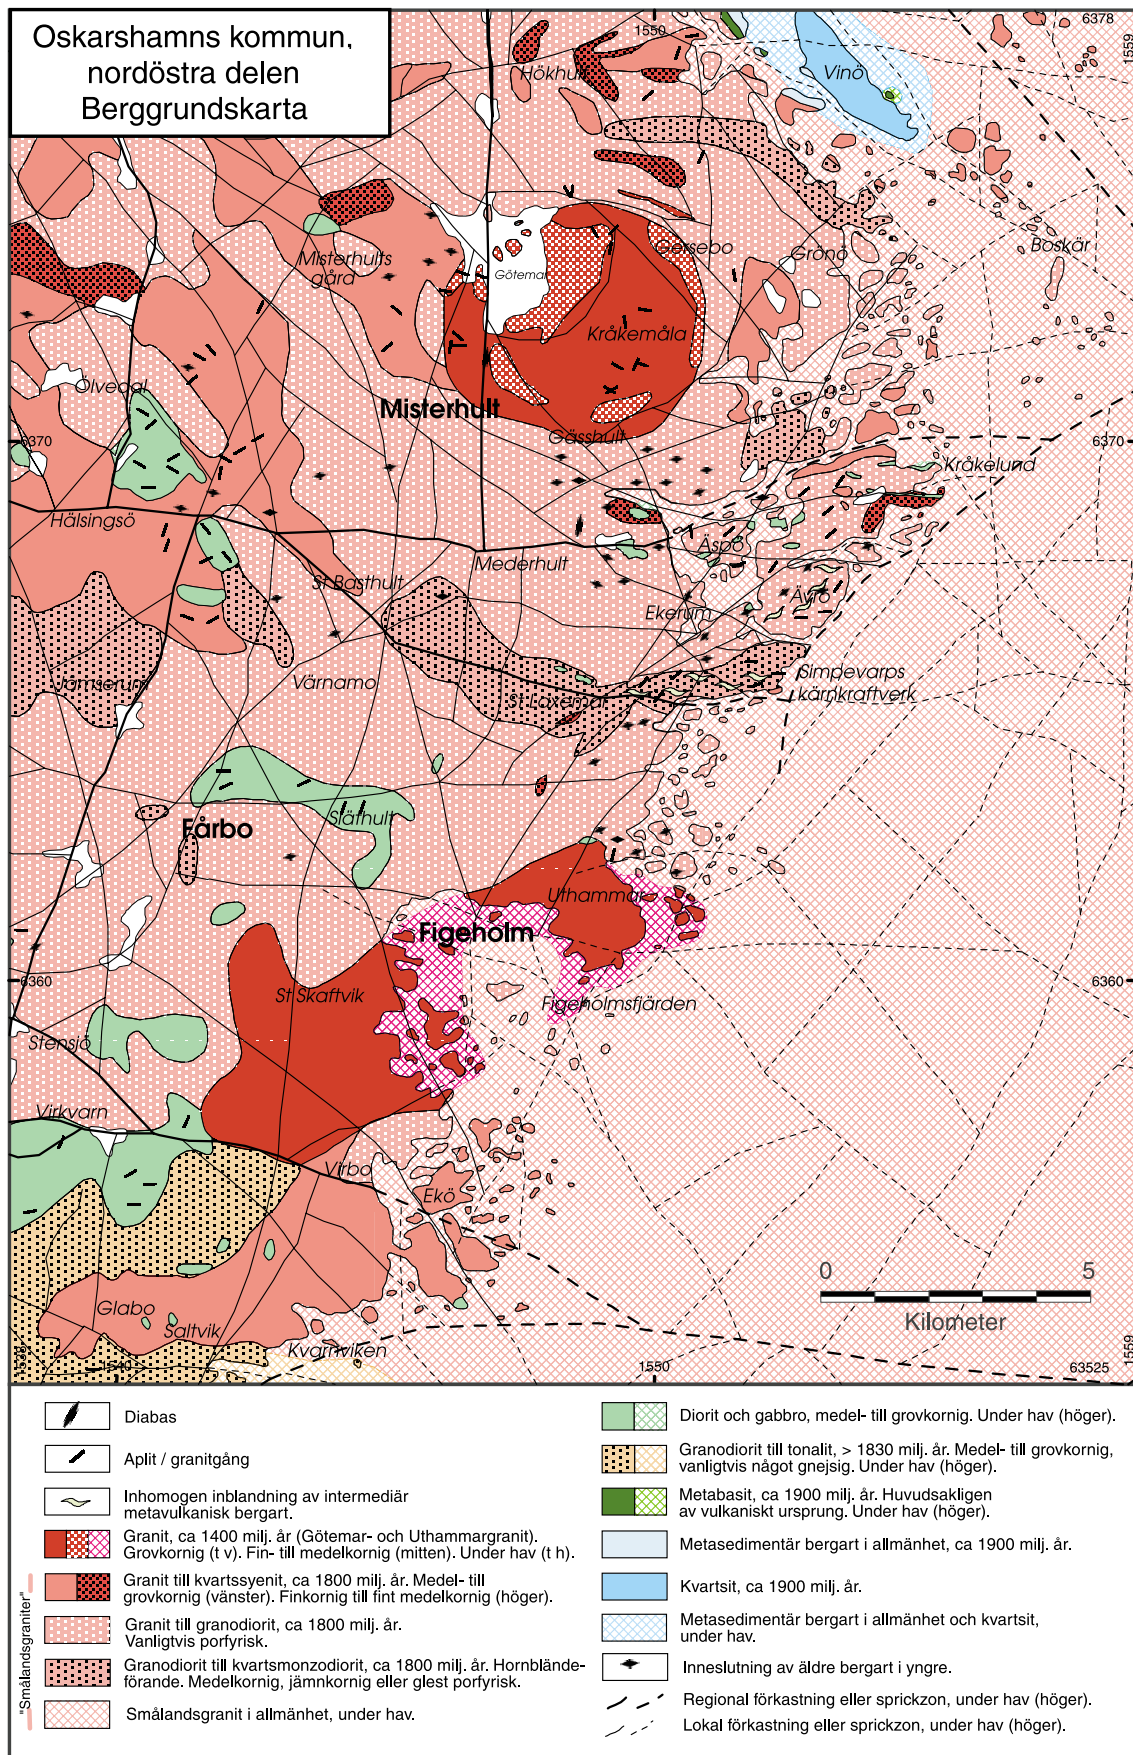 Oskarshamns kommun,
nordöstra delen
Berggrundskarta
1550
6378
1559
Hökhult
Vinö
Misterhults
gård
Götemar
Gersebo
Grönö
Boskär
Kråkemåla
Ölvedal
Misterhult
Gässhult
6370
6370
Kråkelund
Hälsingsö
Äspö
Mederhult
St Basthult
Ekerum
Ävrö
Jämserum
Värnamo
St Laxemar
Simpevarps
kärnkraftverk
Släthult
Fårbo
Uthammar
Figeholm
6360
6360
St Skaftvik
Figeholmsfjärden
Stensjö
Virkvarn
Virbo
Ekö
0
5
Kilometer
Glabo
Saltvik
Kvarnviken
1538
1540
1550
63525
1559
Diabas
Aplit / granitgång
Inhomogen inblandning av intermediär
metavulkanisk bergart.
Granit, ca 1400 milj. år (Götemar- och Uthammargranit).
Grovkornig (t v). Fin- till medelkornig (mitten). Under hav (t h).
"Smålandsgraniter"
Granit till kvartssyenit, ca 1800 milj. år. Medel- till
grovkornig (vänster). Finkornig till fint medelkornig (höger).
Granit till granodiorit, ca 1800 milj. år.
Vanligtvis porfyrisk.
Granodiorit till kvartsmonzodiorit, ca 1800 milj. år. Hornblände-
förande. Medelkornig, jämnkornig eller glest porfyrisk.
Smålandsgranit i allmänhet, under hav.
Diorit och gabbro, medel- till grovkornig. Under hav (höger).
Granodiorit till tonalit, > 1830 milj. år. Medel- till grovkornig,
vanligtvis något gnejsig. Under hav (höger).
Metabasit, ca 1900 milj. år. Huvudsakligen
av vulkaniskt ursprung. Under hav (höger).
Metasedimentär bergart i allmänhet, ca 1900 milj. år.
Kvartsit, ca 1900 milj. år.
Metasedimentär bergart i allmänhet och kvartsit,
under hav.
Inneslutning av äldre bergart i yngre.
Regional förkastning eller sprickzon, under hav (höger).
Lokal förkastning eller sprickzon, under hav (höger).